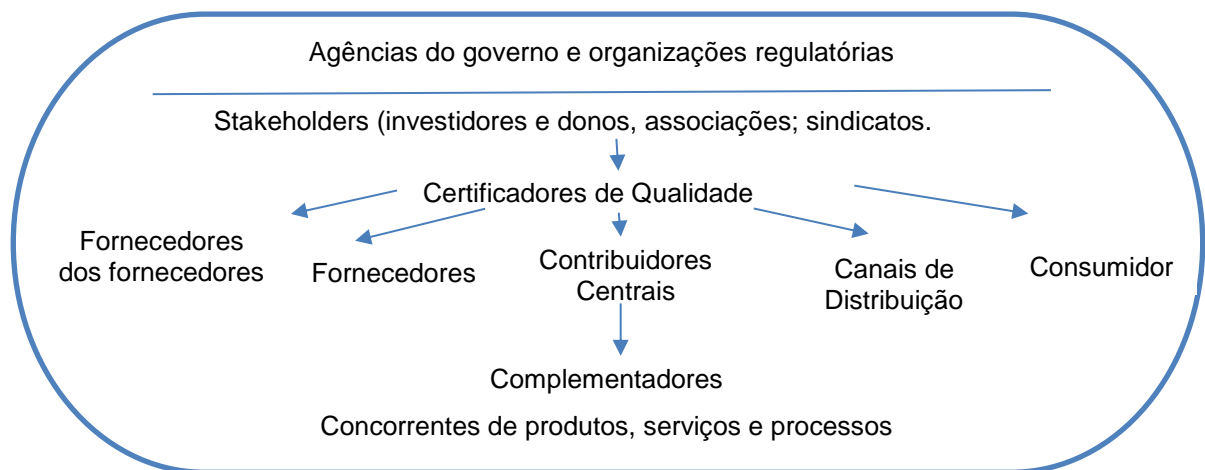 Agências do governo e organizações regulatórias
Stakeholders (investidores e donos, associações; sindicatos.
Certificadores de Qualidade
Fornecedores
dos fornecedores
Fornecedores
Contribuidores
Centrais
Canais de
Distribuição
Consumidor
Complementadores
Concorrentes de produtos, serviços e processos